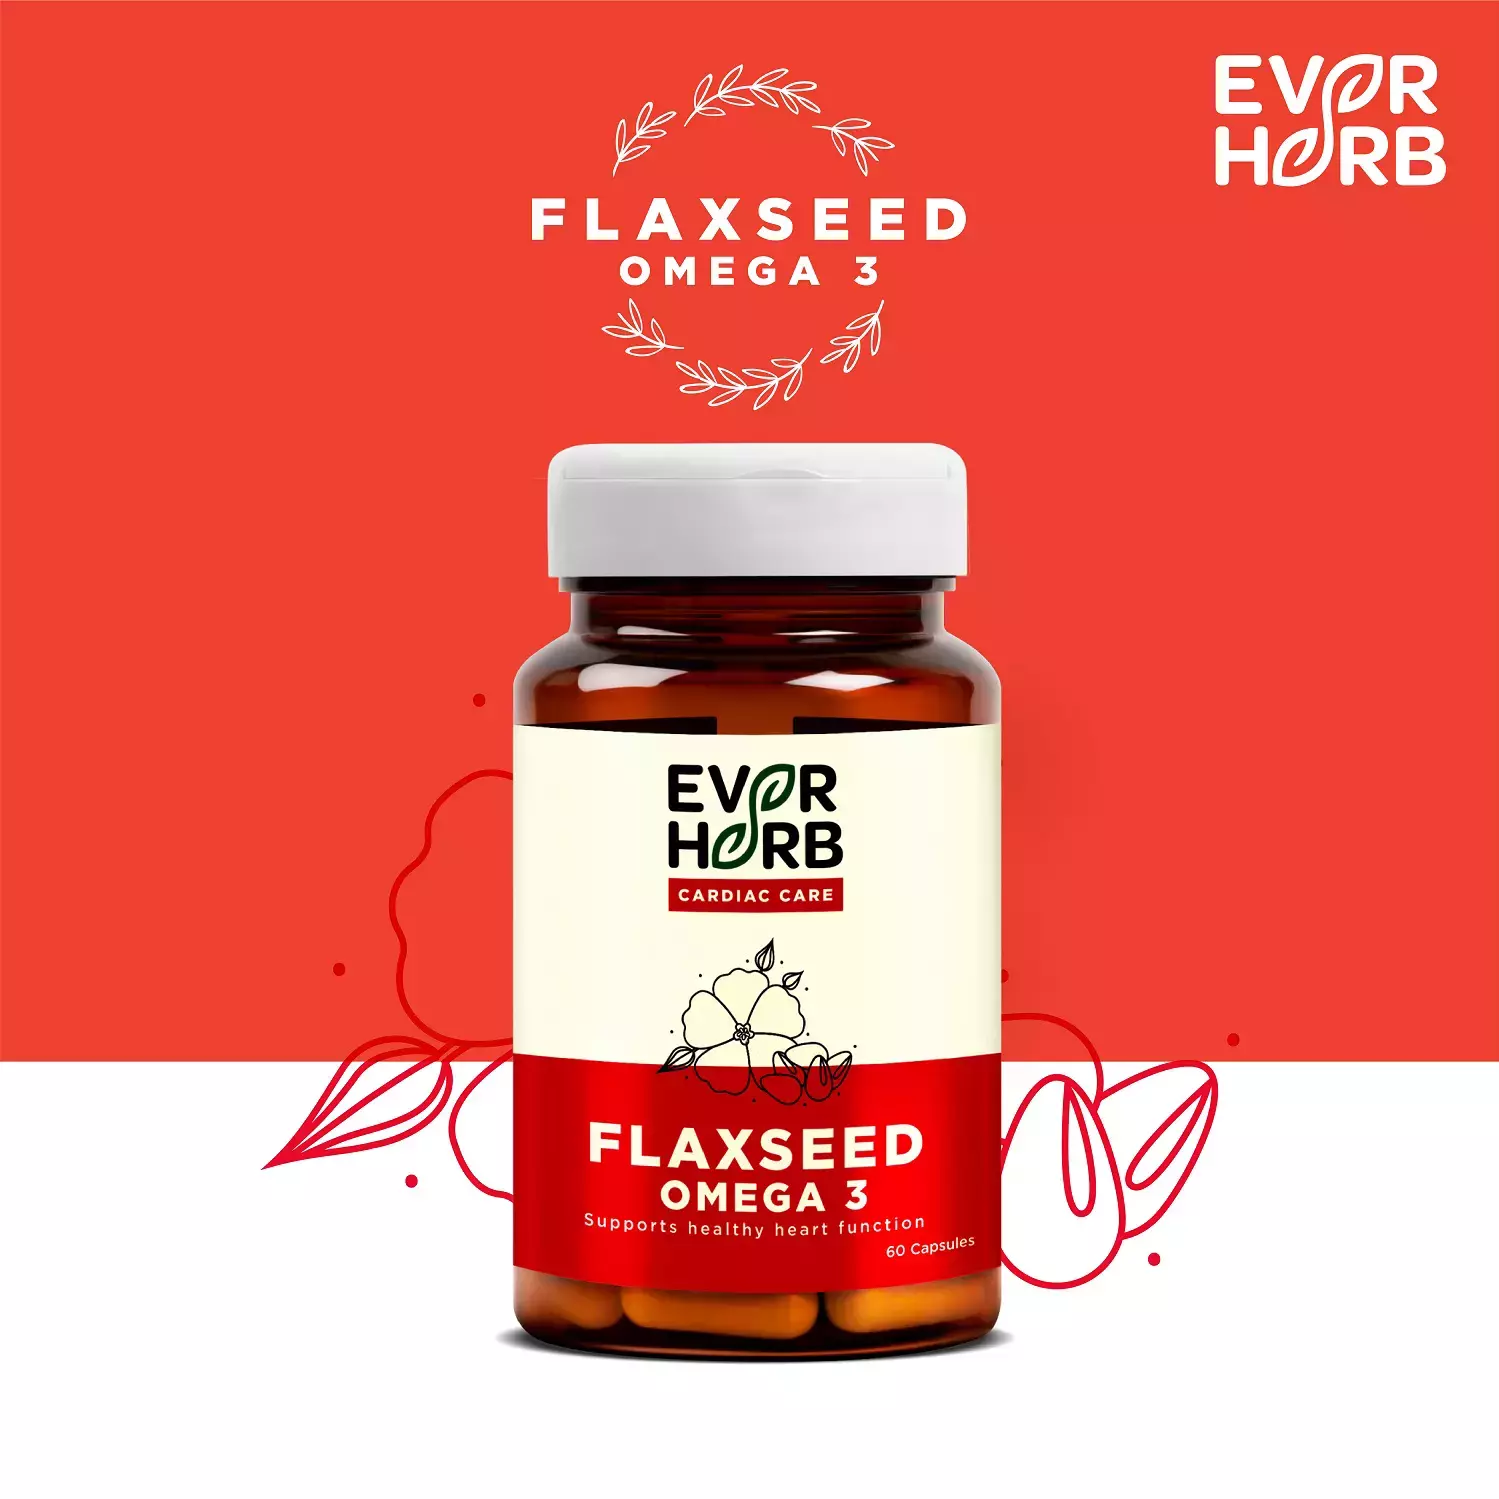 EVER
HERB
FLAXSEED
OMEGA 3
EVER
HERB
CARDIAC CARE
FLAXSEED
OMEGA 3
Supports healthy heart function
60 Capsules